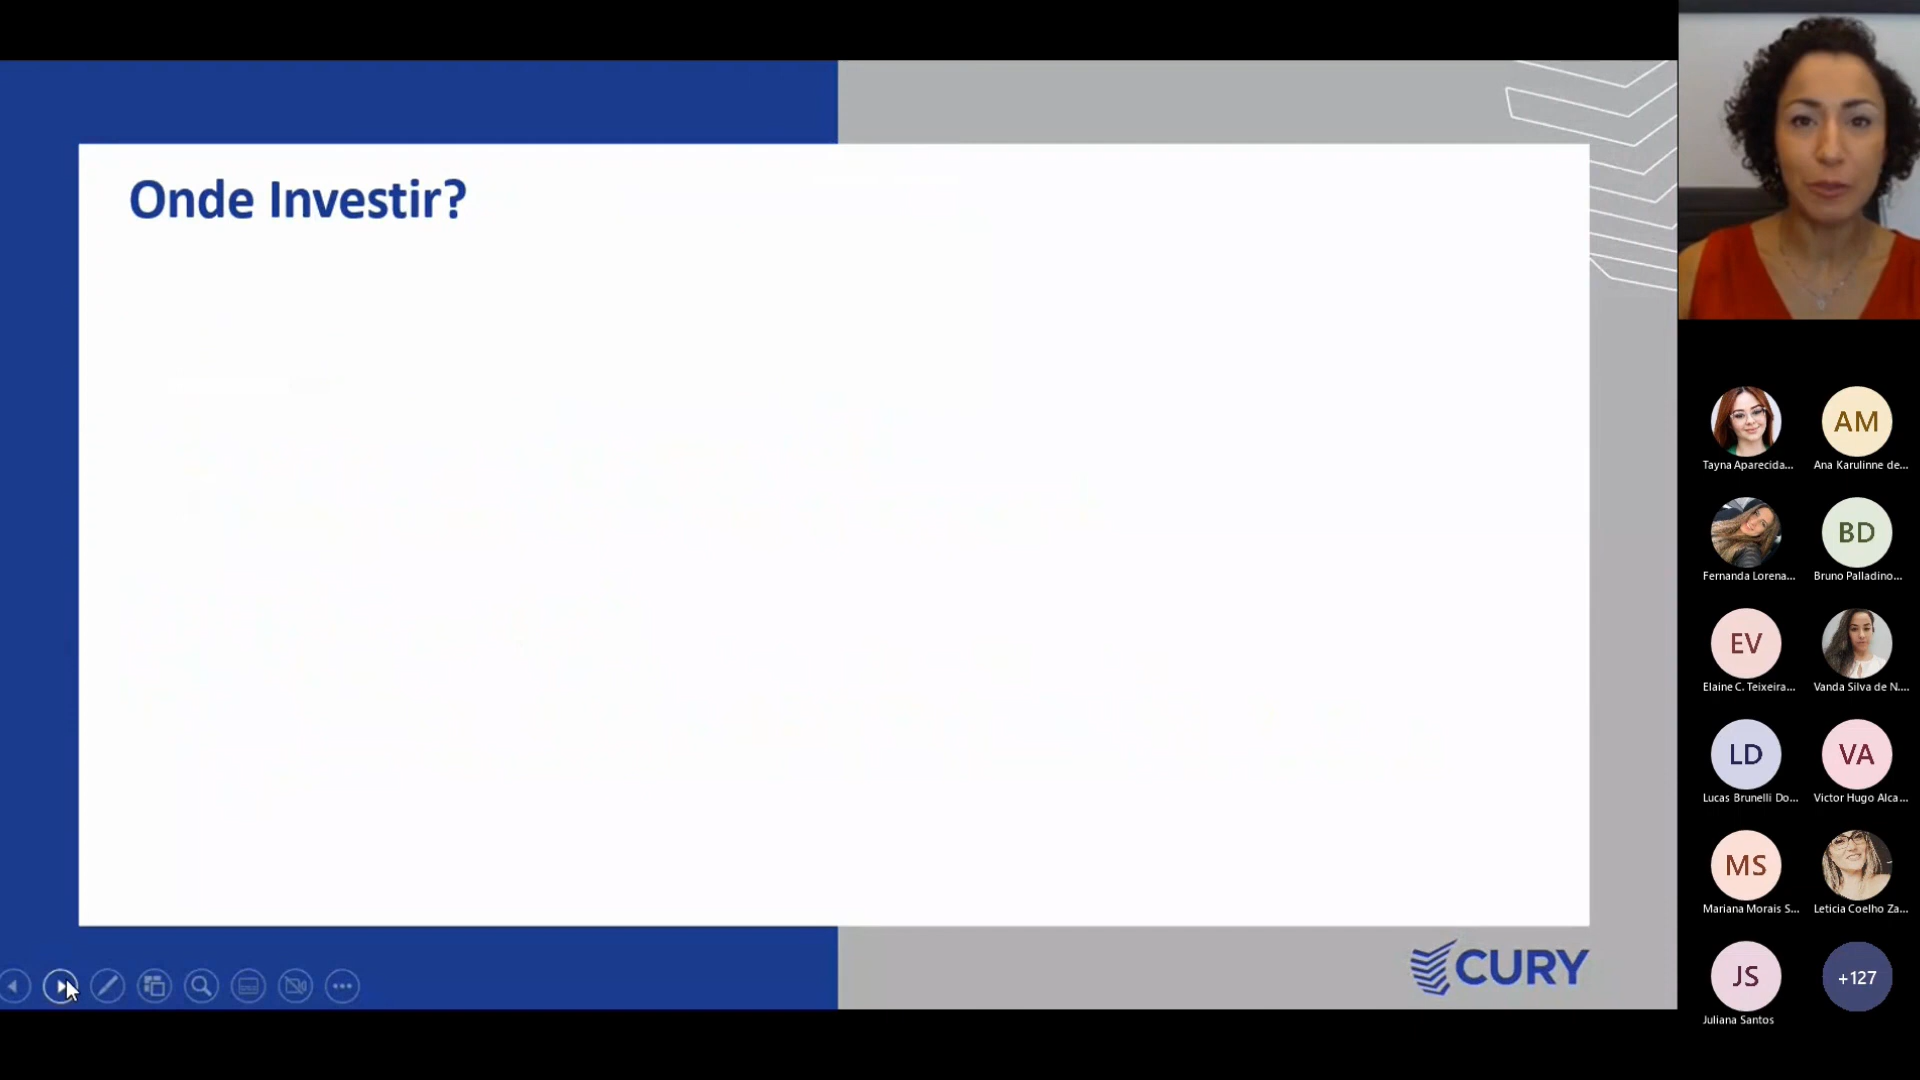 Onde Investir?
CURY
AM
Tayna Aparecida...
Ana Karulinne de...
BD
Fernanda Lorena...
Bruno Palladino...
EV
Elaine C. Teixeira...
Vanda Silva de N....
LD
VA
Lucas Brunelli Do...
Victor Hugo Alca...
MS
Mariana Morais S...
Leticia Coelho Za...
JS
+127
Juliana Santos